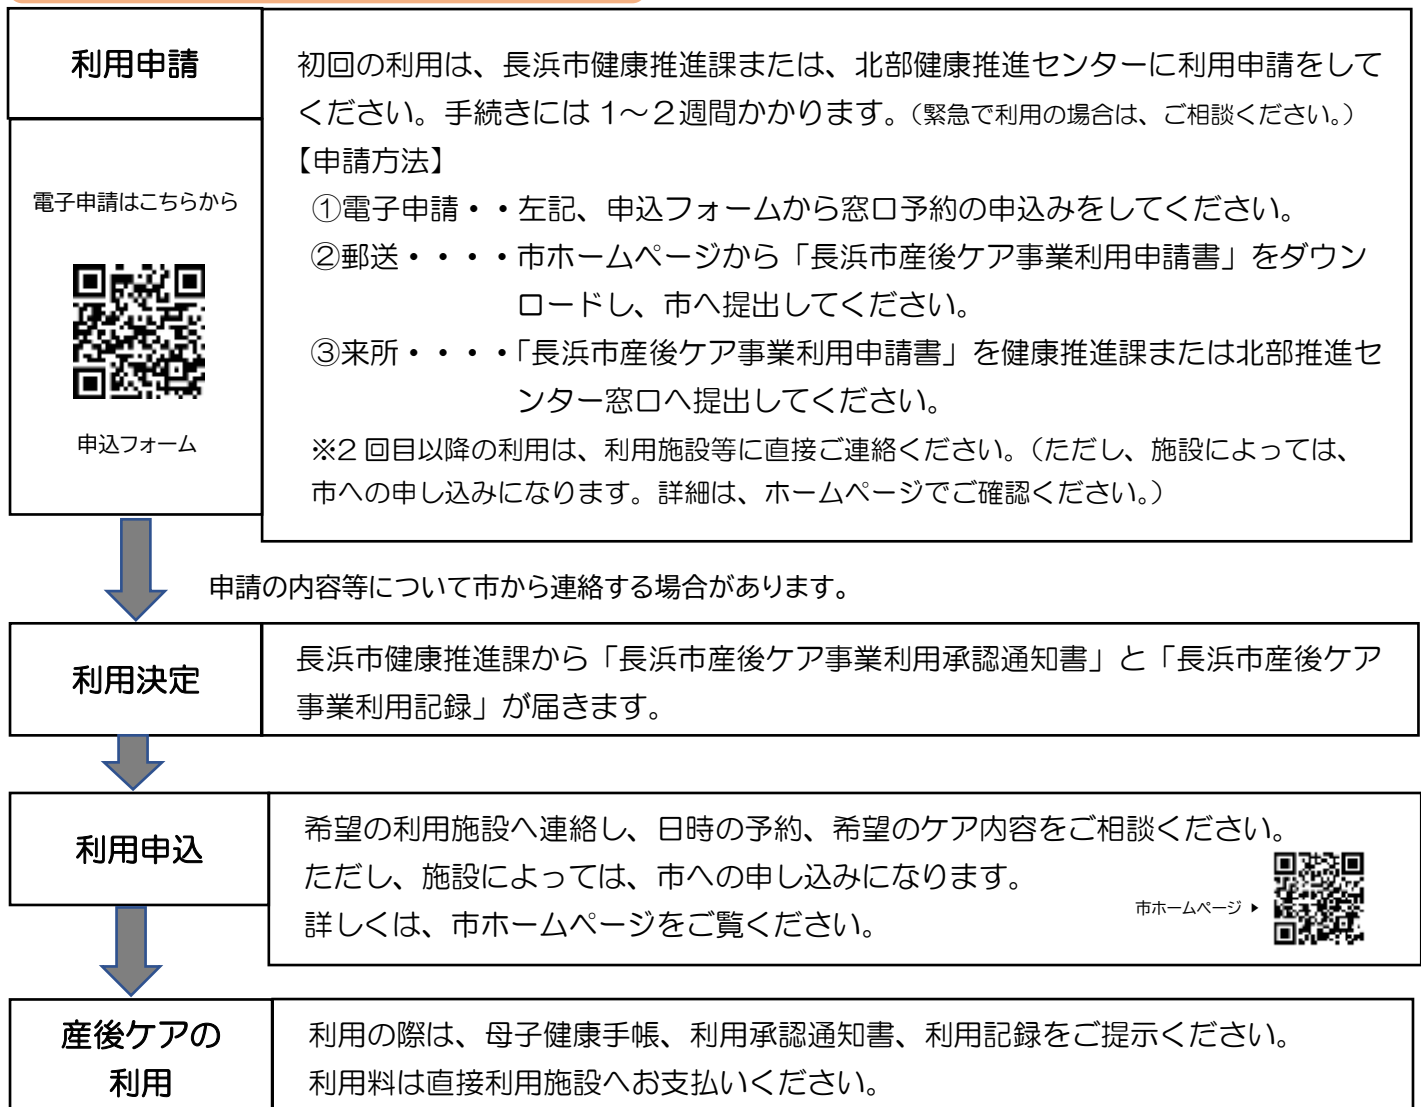 利用申請
初回の利用は、長浜市健康推進課または、北部健康推進センターに利用申請をして
ください。手続きには 1～2週間かかります。（緊急で利用の場合は、ご相談ください。）
【申請方法】
①電子申請・・左記、申込フォームから窓口予約の申込みをしてください。
②郵送・・・・市ホームページから「長浜市産後ケア事業利用申請書」をダウン
ロードし、市へ提出してください。
③来所・・・・「長浜市産後ケア事業利用申請書」を健康推進課または北部推進セ
ンター窓口へ提出してください。
※2 回目以降の利用は、利用施設等に直接ご連絡ください。（ただし、施設によっては、
市への申し込みになります。詳細は、ホームページでご確認ください。）
電子申請はこちらから
申込フォーム
申請の内容等について市から連絡する場合があります。
利用決定
長浜市健康推進課から「長浜市産後ケア事業利用承認通知書」と「長浜市産後ケア
事業利用記録」が届きます。
利用申込
希望の利用施設へ連絡し、日時の予約、希望のケア内容をご相談ください。
ただし、施設によっては、市への申し込みになります。
詳しくは、市ホームページをご覧ください。
市ホームページ ▶
産後ケアの
利用
利用の際は、母子健康手帳、利用承認通知書、利用記録をご提示ください。
利用料は直接利用施設へお支払いください。